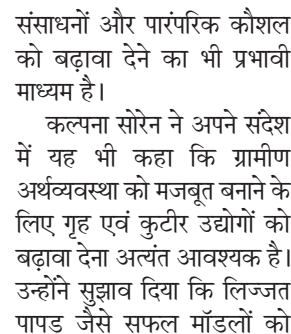 संसाधनों और पारंपरिक कौशल
को बढ़ावा देने का भी प्रभावी
माध्यम है।
कल्पना सोरेन ने अपने संदेश
में यह भी कहा कि ग्रामीण
अर्थव्यवस्था को मजबूत बनाने के
लिए गृह एवं कुटीर उद्योगों को
बढ़ावा देना अत्यंत आवश्यक है।
उन्होंने सुझाव दिया कि लिज्जत
पापड़ जैसे सफल मॉडलों को